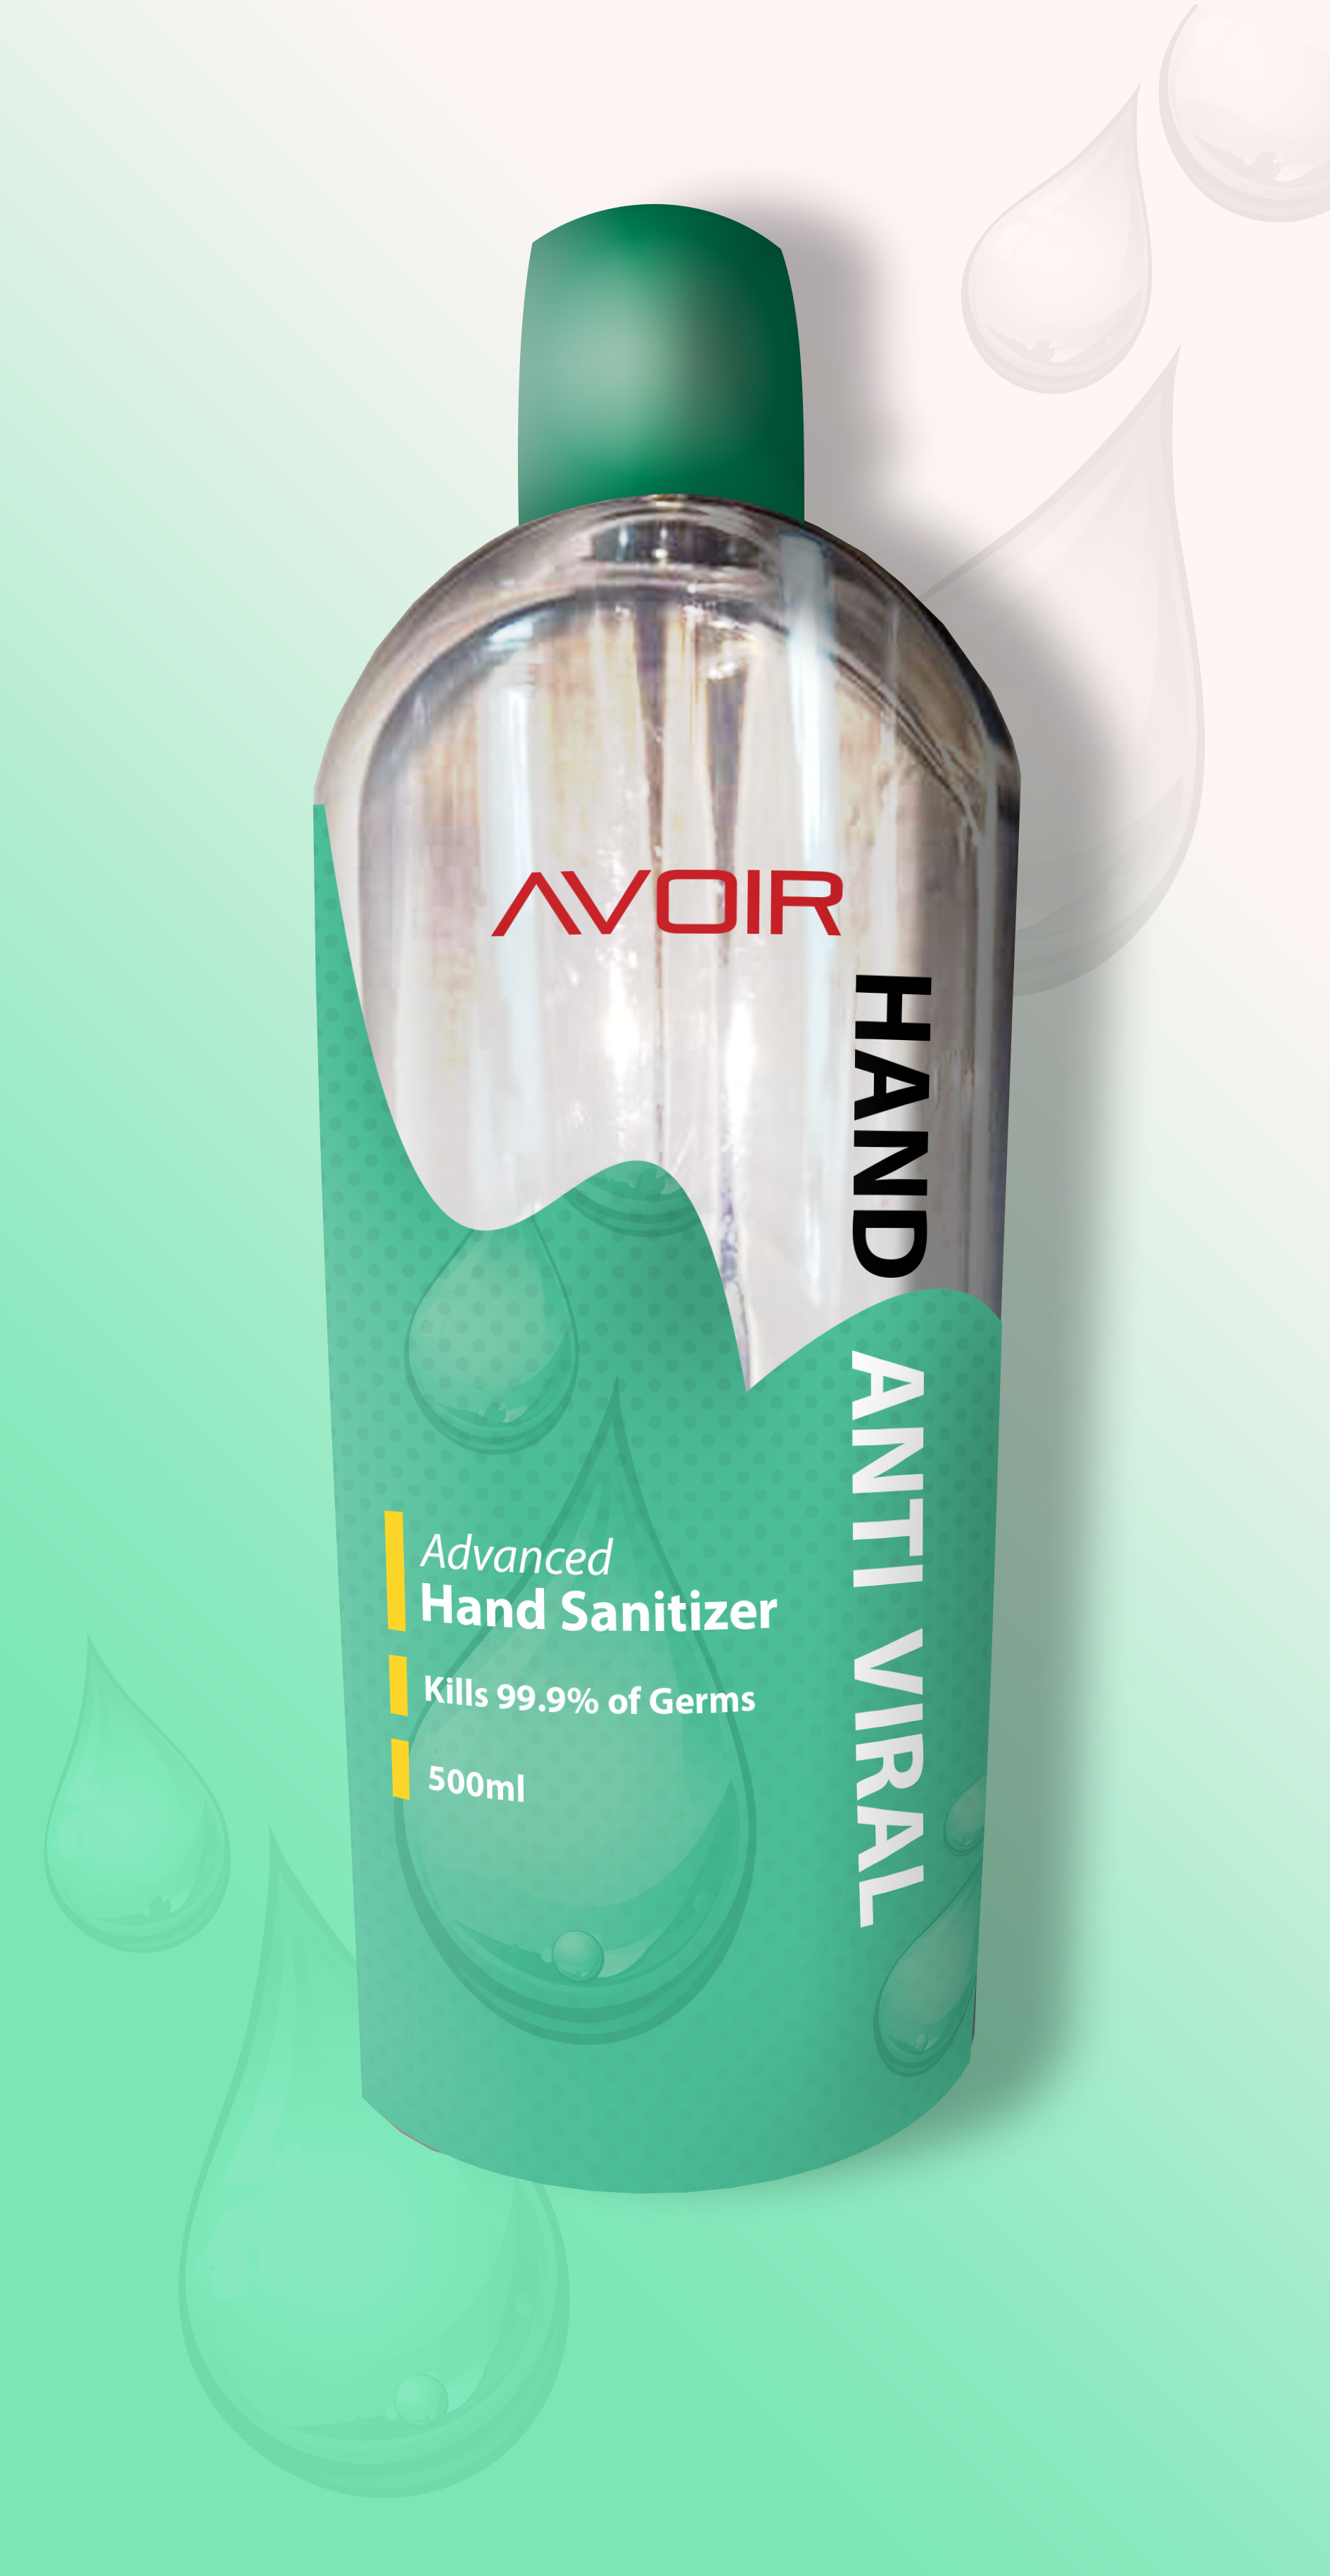 AVOIR
HAND ANTI VIRAL
Advanced
Hand Sanitizer
Kills 99.9% of Germs
500ml